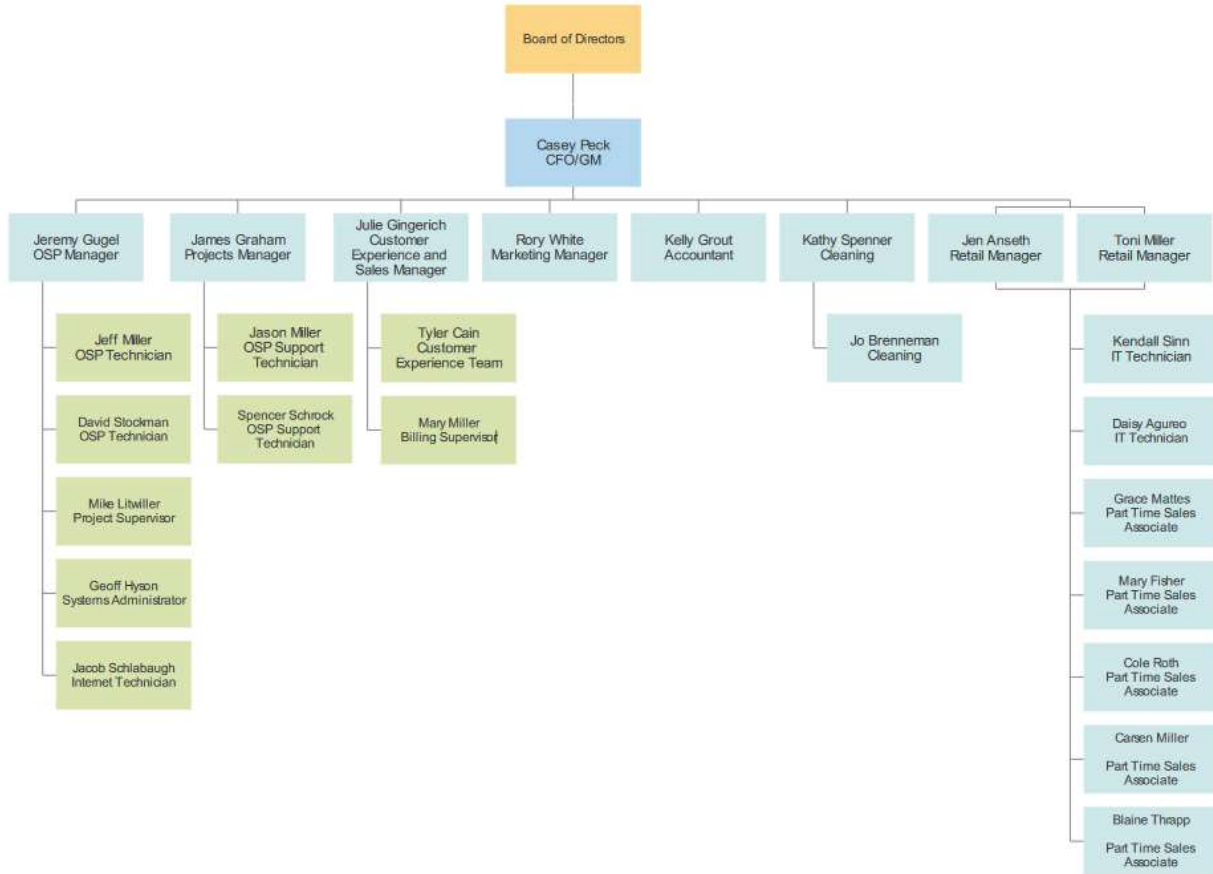 Board of Directors
Casey Peck
CFO/GM
Jeremy Gugel
OSP Manager
James Graham
Projects Manager
Julie Gingerich
Customer
Experience and
Sales Manager
Rory White
Marketing Manager
Kelly Grout
Accountant
Kathy Spenner
Cleaning
Jen Anseth
Retail Manager
Toni Miller
Retail Manager
Jeff Miller
OSP Technician
David Stockman
OSP Technician
Mike Litwiller
Project Supervisor
Geoff Hyson
Systems Administrator
Jacob Schlabaugh
Internet Technician
Jason Miller
OSP Support
Technician
Spencer Schrock
OSP Support
Technician
Tyler Cain
Customer
Experience Team
Mary Miller
Billing Supervisor
Jo Brenneman
Cleaning
Kendall Sinn
IT Technician
Daisy Agureo
IT Technician
Grace Mattes
Part Time Sales
Associate
Mary Fisher
Part Time Sales
Associate
Cole Roth
Part Time Sales
Associate
Carsen Miller
Part Time Sales
Associate
Blaine Thrapp
Part Time Sales
Associate